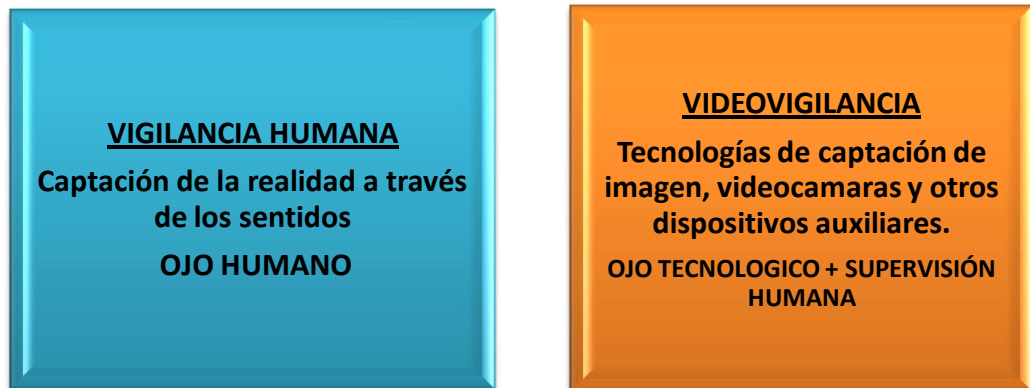 VIGILANCIA HUMANA
Captación de la realidad a través
de los sentidos
OJO HUMANO
VIDEOVIGILANCIA
Tecnologías de captación de
imagen, videocamaras y otros
dispositivos auxiliares.
OJO TECNOLOGICO + SUPERVISIÓN
HUMANA